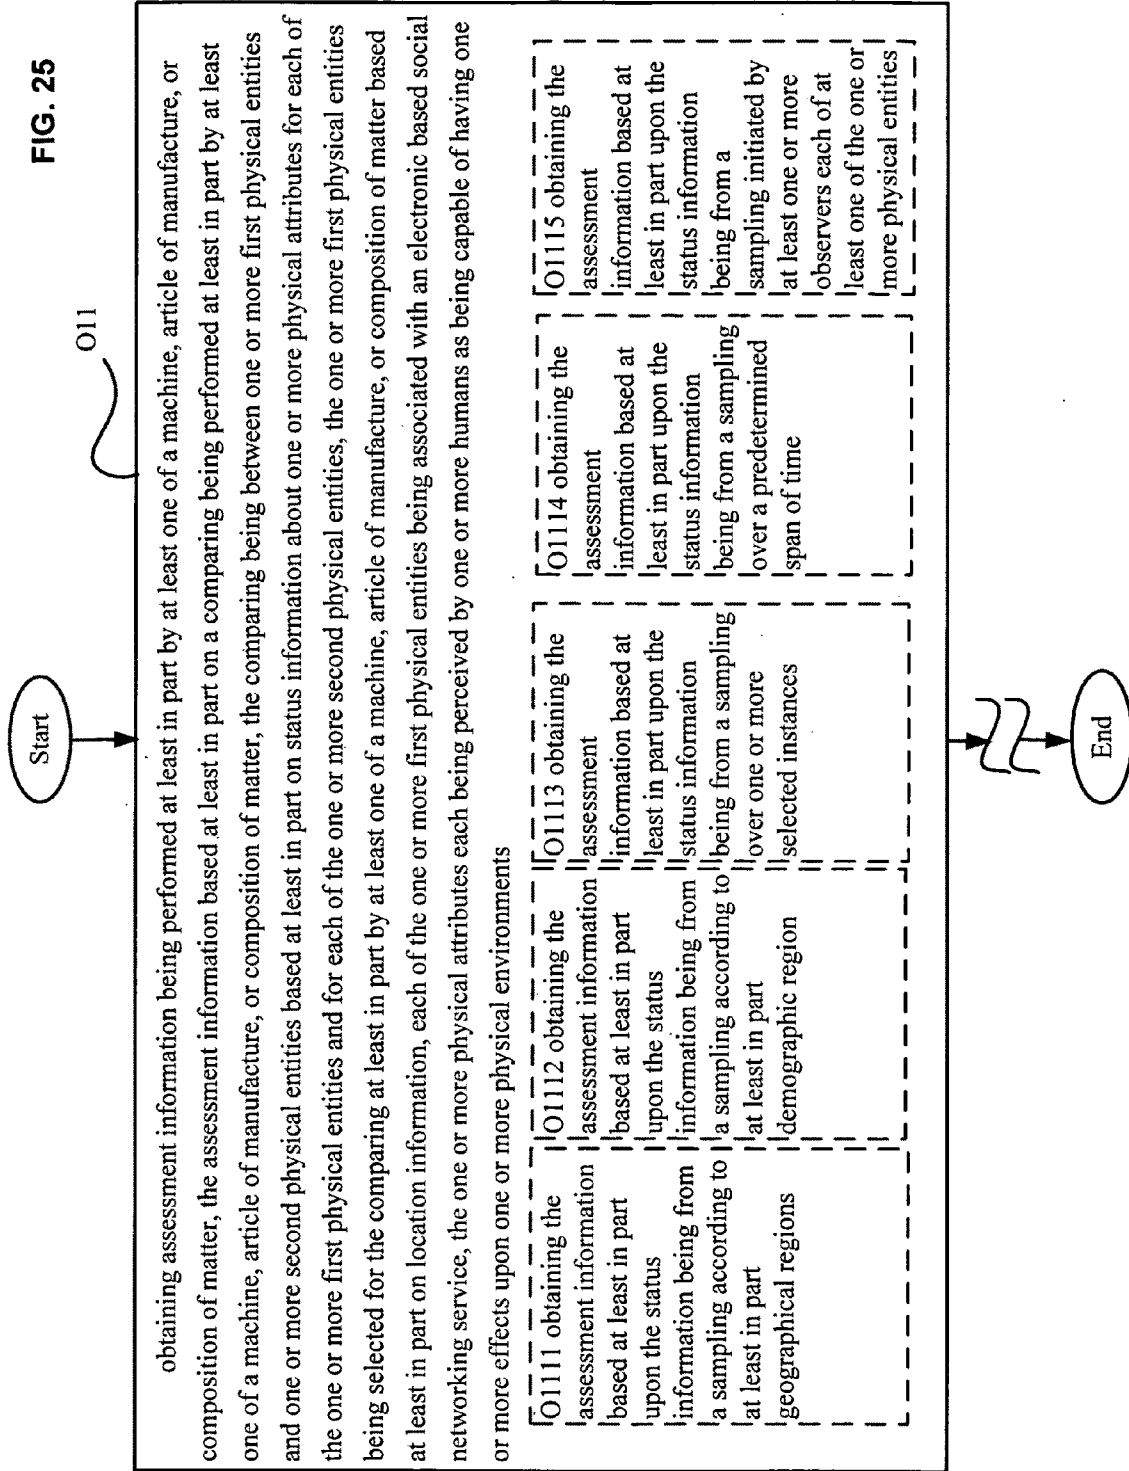 FIG. 25
Start
O11
obtaining assessment information being performed at least in part by at least one of a machine, article of manufacture, or
composition of matter, the assessment information based at least in part on a comparing being performed at least in part by at least
one of a machine, article of manufacture, or composition of matter, the comparing being between one or more first physical entities
and one or more second physical entities based at least in part on status information about one or more physical attributes for each of
the one or more first physical entities and for each of the one or more second physical entities, the one or more first physical entities
being selected for the comparing at least in part by at least one of a machine, article of manufacture, or composition of matter based
at least in part on location information, each of the one or more first physical entities being associated with an electronic based social
networking service, the one or more physical attributes each being perceived by one or more humans as being capable of having one
or more effects upon one or more physical environments
O1111 obtaining the
assessment information
based at least in part
upon the status
information being from
a sampling according to
at least in part
geographical regions
O1112 obtaining the
assessment information
based at least in part
upon the status
information being from
a sampling according to
at least in part
demographic region
O1113 obtaining the
assessment
information based at
least in part upon the
status information
being from a sampling
over one or more
selected instances
O1114 obtaining the
assessment
information based at
least in part upon the
status information
being from a sampling
over a predetermined
span of time
O1115 obtaining the
assessment
information based at
least in part upon the
status information
being from a
sampling initiated by
at least one or more
observers each of at
least one of the one or
more physical entities
End